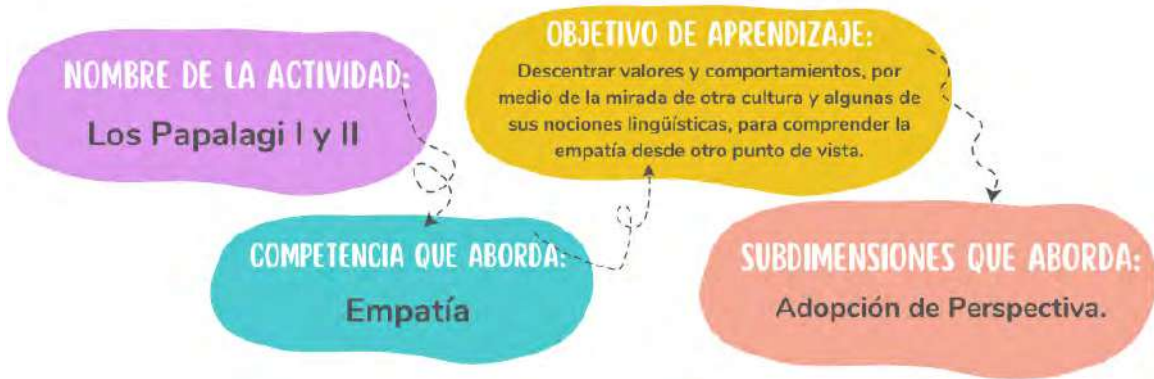 NOMBRE DE LA ACTIVIDAD:
Los Papalagi I y II
COMPETENCIA QUE ABORDA:
Empatía
OBJETIVO DE APRENDIZAJE:
Descentrar valores y comportamientos, por
medio de la mirada de otra cultura y algunas de
sus nociones lingüísticas, para comprender la
empatía desde otro punto de vista.
SUBDIMENSIONES QUE ABORDA:
Adopción de Perspectiva.